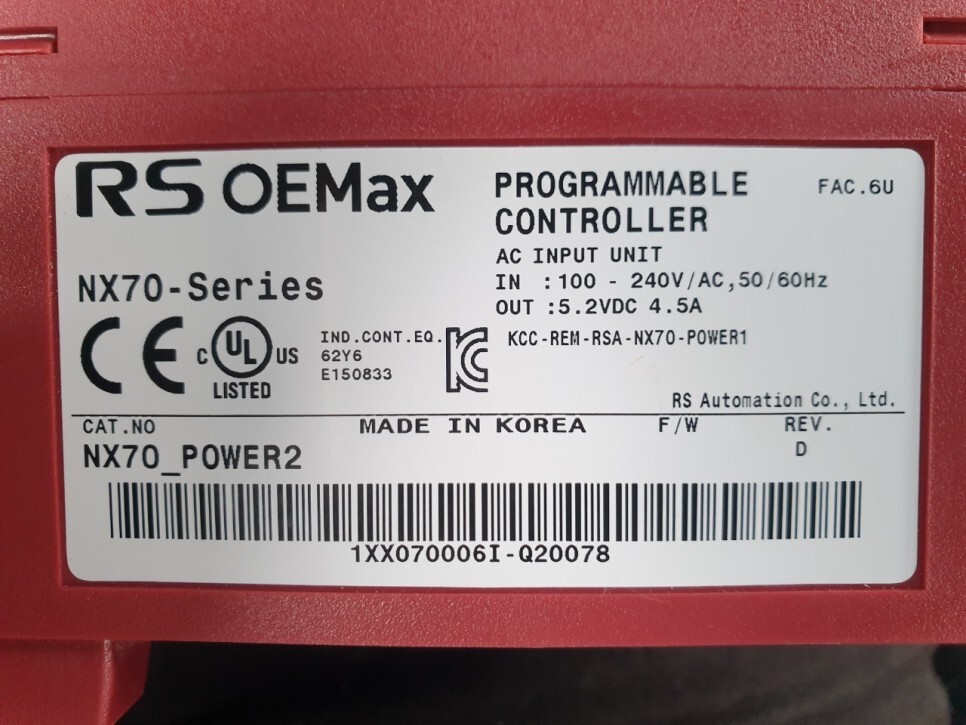 RS OEMax
PROGRAMMABLE
CONTROLLER
FAC.6U
AC INPUT UNIT
IN :100 - 240V/AC,50/60Hz
OUT :5.2VDC 4.5A
NX70-Series
CE
C UL US
LISTED
IND.CONT.EQ.
62Y6
E150833
KC
KCC-REM-RSA-NX70-POWER1
RS Automation Co., Ltd.
CAT.NO
MADE IN KOREA
F/W
REV.
NX70_POWER2
D
1XX070006I-Q20078